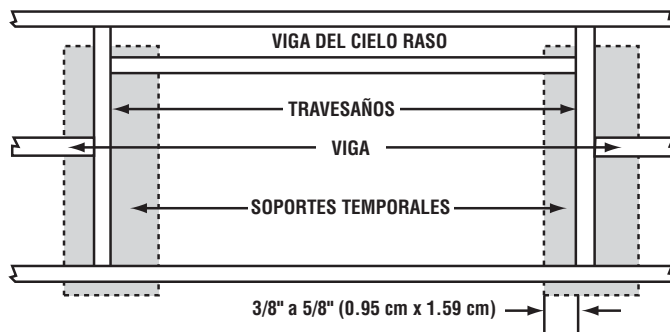 VIGA DEL CIELO RASO
TRAVESAÑOS
VIGA
SOPORTES TEMPORALES
3/8" a 5/8" (0.95 cm x 1.59 cm)